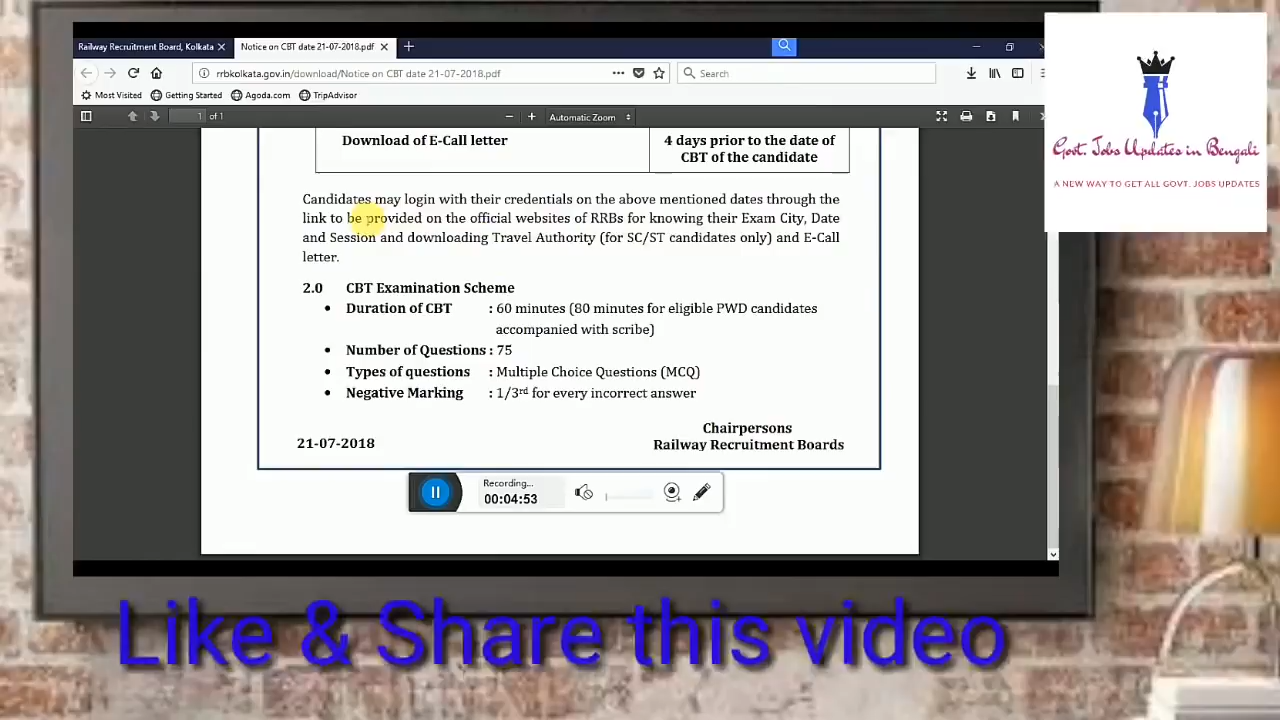 Railway Recruitment Board, Kolkata
Notice on CBT date 21-07-2018.pdf
rrbkolkata.gov.in/download/Notice on CBT date 21-07-2018.pdf
Search
Most Visited
Getting Started
Agoda.com
TripAdvisor
1
of 1
Automatic Zoom
Download of E-Call letter
4 days prior to the date of
CBT of the candidate
Candidates may login with their credentials on the above mentioned dates through the
link to be provided on the official websites of RRBs for knowing their Exam City, Date
and Session and downloading Travel Authority (for SC/ST candidates only) and E-Call
letter.
2.0 CBT Examination Scheme
• Duration of CBT : 60 minutes (80 minutes for eligible PWD candidates
accompanied with scribe)
• Number of Questions : 75
• Types of questions : Multiple Choice Questions (MCQ)
• Negative Marking : 1/3rd for every incorrect answer
Chairpersons
21-07-2018 Railway Recruitment Boards
Recording...
00:04:53
Govt. Jobs Updates in Bengali
A NEW WAY TO GET ALL GOVT. JOBS UPDATES
Like & Share this video